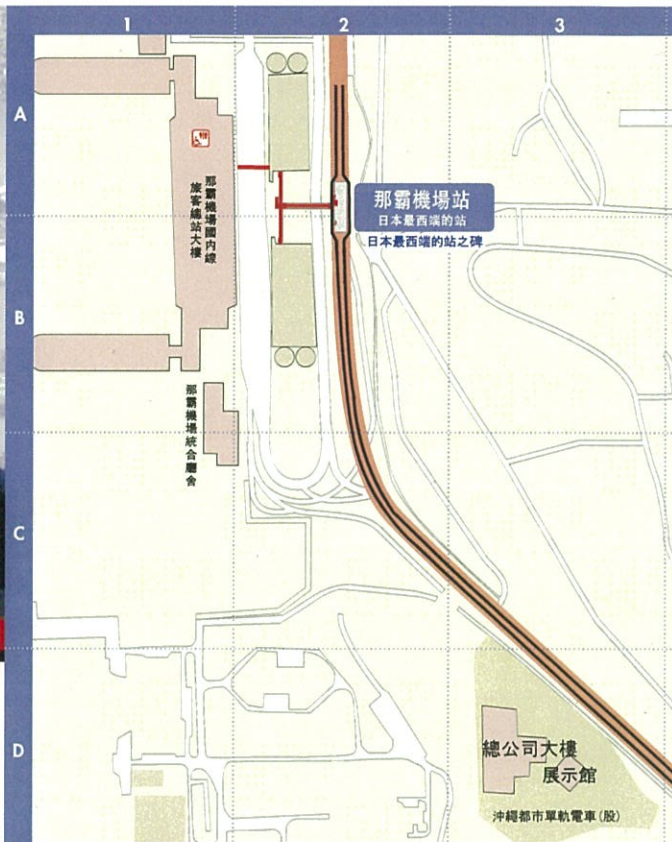 1 2 3
A
那霸機場國內線
旅客總站大樓
那霸機場站
日本最西端的站
日本最西端的站之碑
B
那霸機場統合廳舍
C
D
總公司大樓
展示館
沖繩都市單軌電車(股)